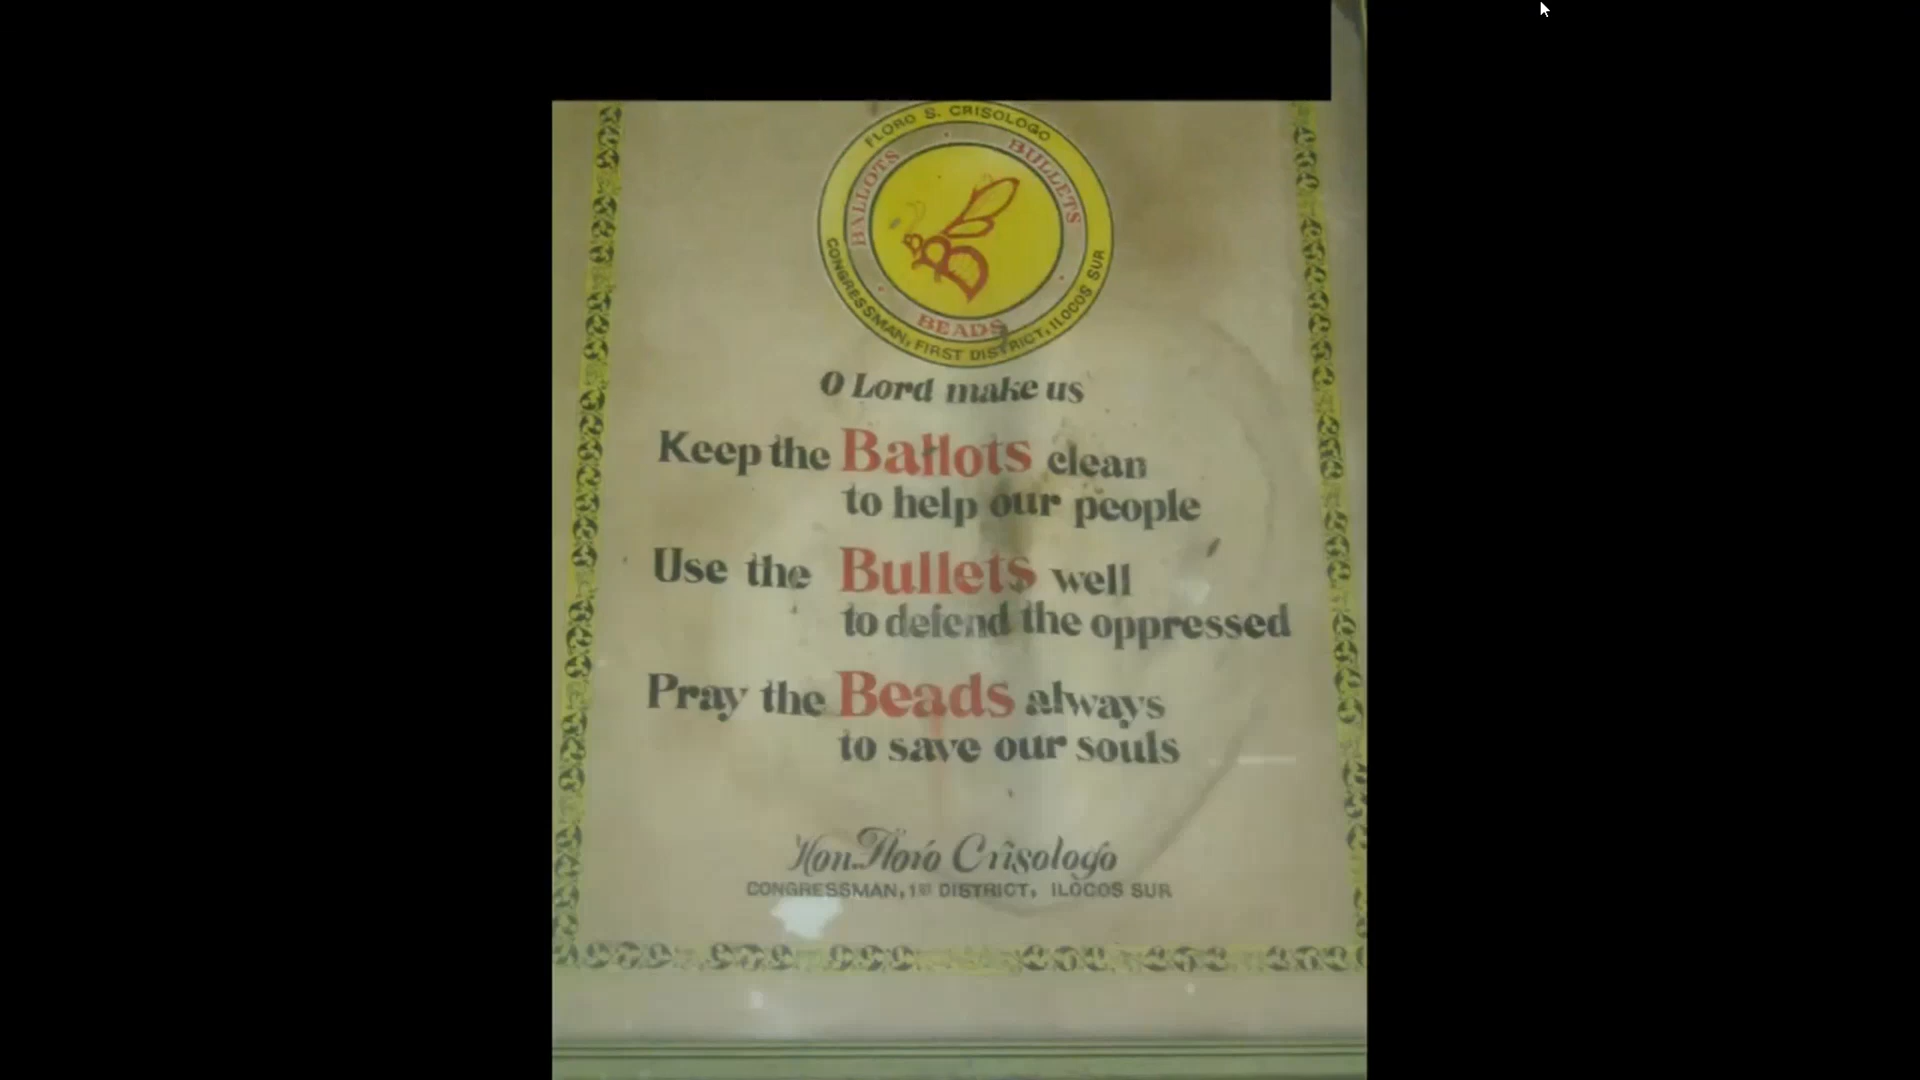 FLORO S. CRISOLOGO
BALLOTS
BULLETS
BEADS
CONGRESSMAN, FIRST DISTRICT, ILOCOS SUR
O Lord make us
Keep the Ballots clean
to help our people
Use the Bullets well
to defend the oppressed
Pray the Beads always
to save our souls
Hon. Floro Crisologo
CONGRESSMAN, 1ST DISTRICT, ILOCOS SUR